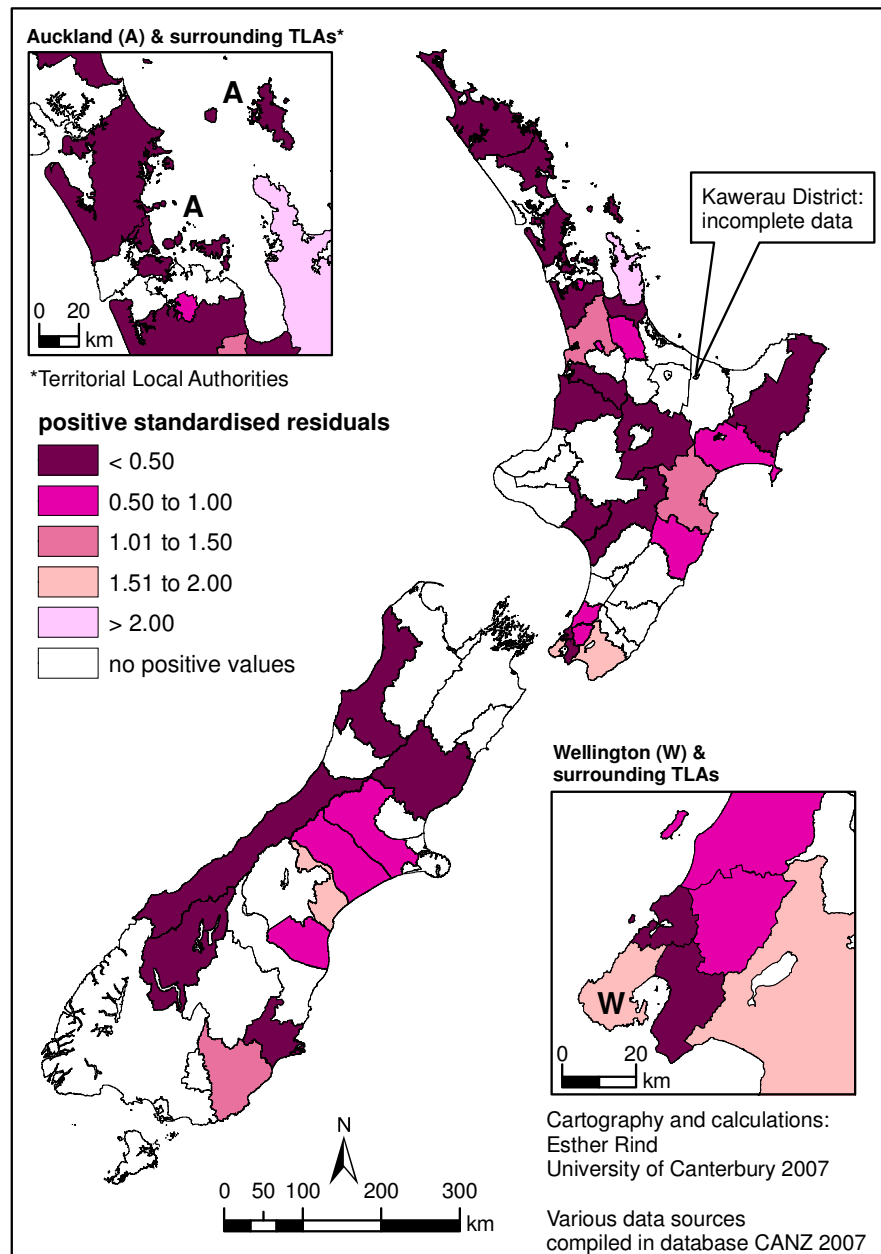 Auckland (A) & surrounding TLAs*
A
A
0 20
km
*Territorial Local Authorities
Kawerau District:
incomplete data
positive standardised residuals
< 0.50
0.50 to 1.00
1.01 to 1.50
1.51 to 2.00
> 2.00
no positive values
Wellington (W) &
surrounding TLAs
W
0 20
km
N
0 50 100 200 300
km
Cartography and calculations:
Esther Rind
University of Canterbury 2007
Various data sources
compiled in database CANZ 2007